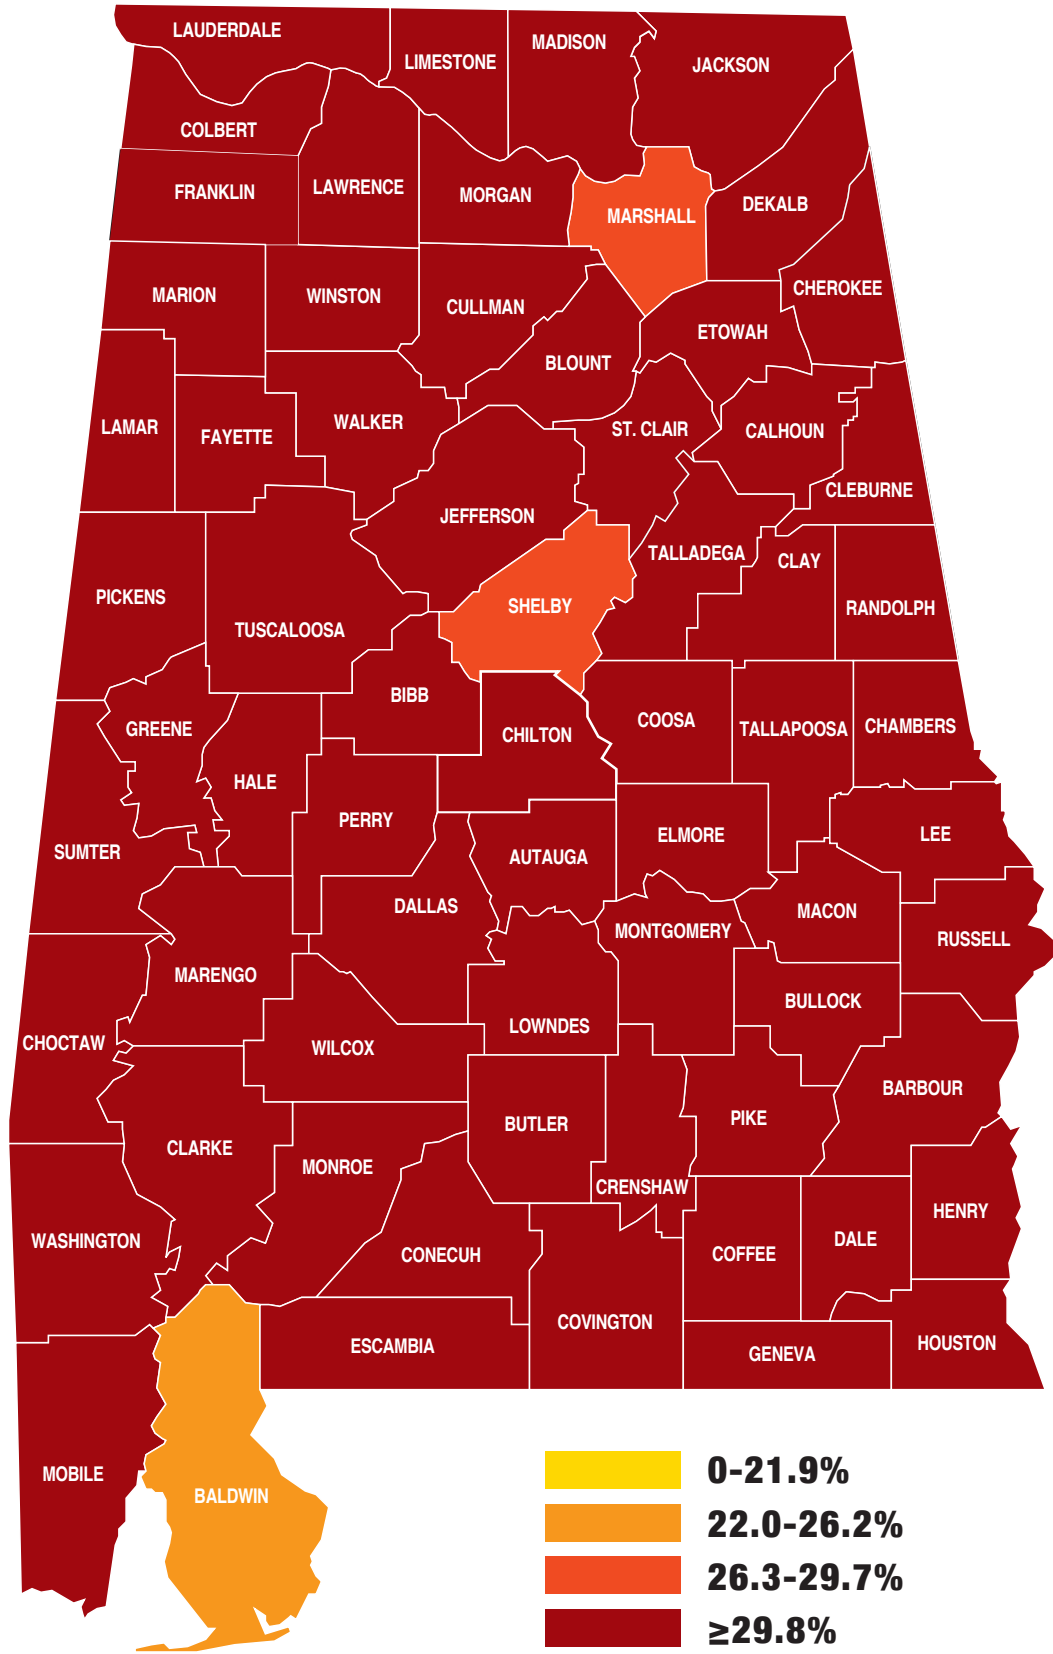 LAUDERDALE
LIMESTONE
MADISON
JACKSON
COLBERT
FRANKLIN
LAWRENCE
MORGAN
MARSHALL
DEKALB
MARION
WINSTON
CULLMAN
CHEROKEE
ETOWAH
BLOUNT
LAMAR
FAYETTE
WALKER
ST. CLAIR
CALHOUN
CLEBURNE
JEFFERSON
TALLADEGA
CLAY
PICKENS
TUSCALOOSA
SHELBY
RANDOLPH
BIBB
GREENE
HALE
CHILTON
COOSA
TALLAPOOSA
CHAMBERS
PERRY
SUMTER
AUTAUGA
ELMORE
LEE
DALLAS
MONTGOMERY
MACON
RUSSELL
MARENGO
BULLOCK
CHOCTAW
WILCOX
LOWNDES
BARBOUR
CLARKE
MONROE
BUTLER
PIKE
CRENSHAW
HENRY
WASHINGTON
CONECUH
COFFEE
DALE
COVINGTON
ESCAMBIA
GENEVA
HOUSTON
MOBILE
BALDWIN
0-21.9%
22.0-26.2%
26.3-29.7%
≥29.8%